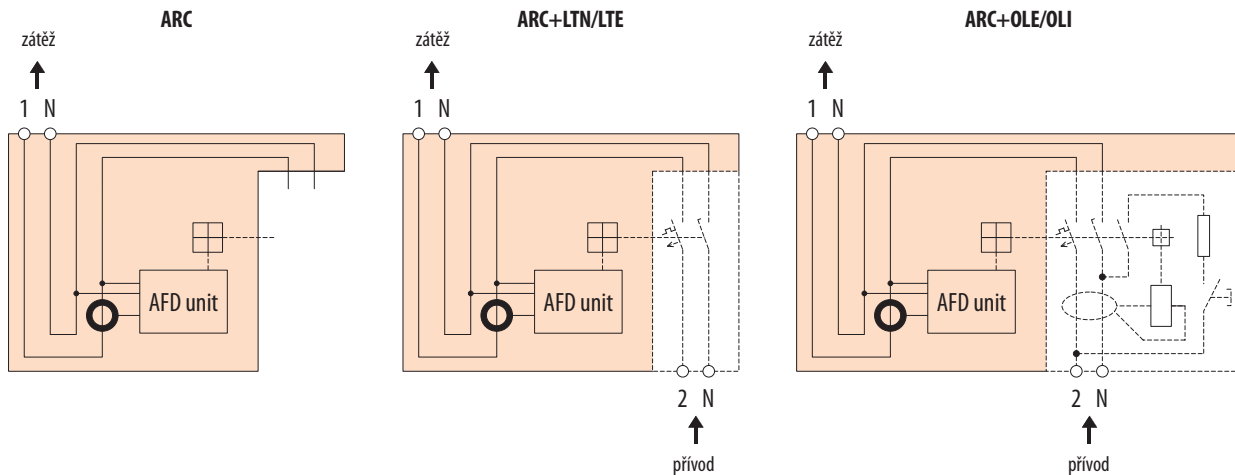 ARC
zátěž
1 N
AFD unit
ARC+LTN/LTE
zátěž
1 N
AFD unit
2 N
přívod
ARC+OLE/OLI
zátěž
1 N
AFD unit
2 N
přívod